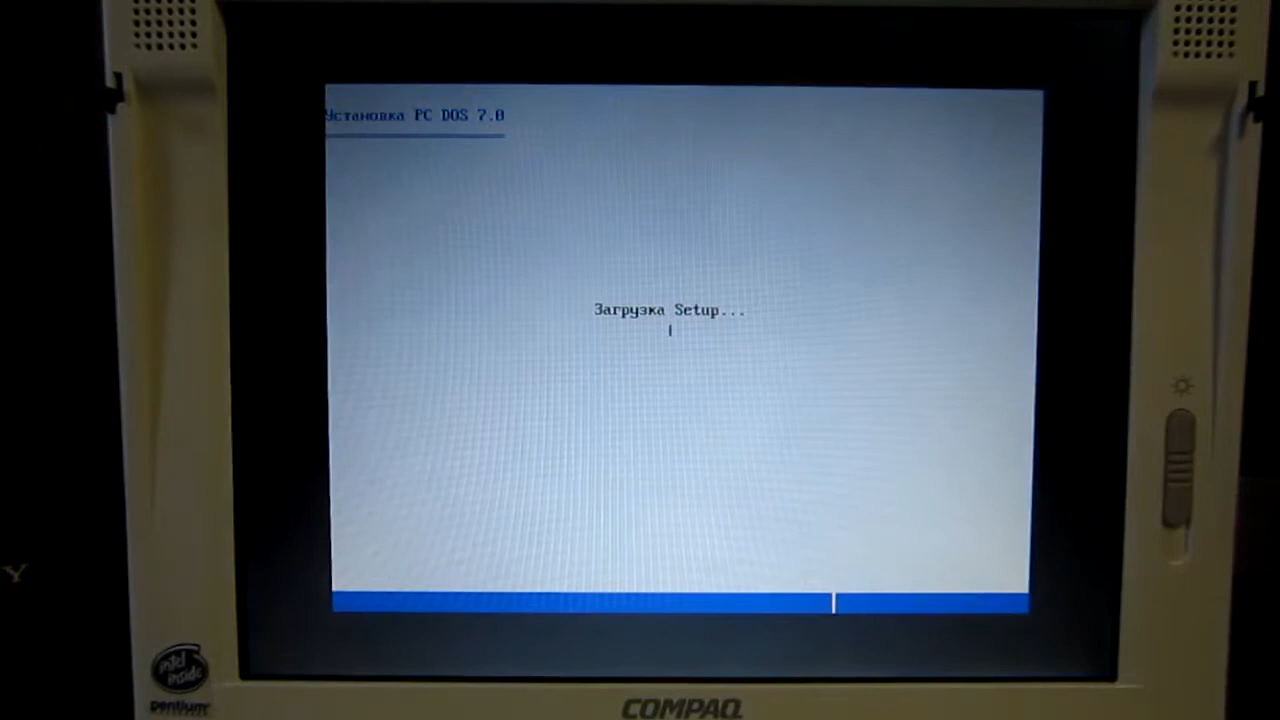 Установка PC DOS 7.0
Загрузка Setup...
Y
intel
inside
pentium
COMPAQ